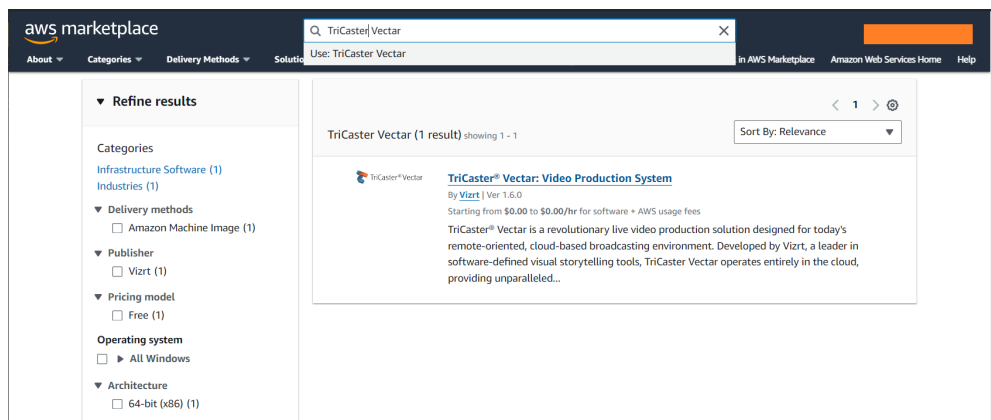 aws marketplace
TriCaster Vectar
Use: TriCaster Vectar
About
Categories
Delivery Methods
Solutio
in AWS Marketplace
Amazon Web Services Home
Help
Refine results
Categories
Infrastructure Software (1)
Industries (1)
Delivery methods
Amazon Machine Image (1)
Publisher
Vizrt (1)
Pricing model
Free (1)
Operating system
All Windows
Architecture
64-bit (x86) (1)
1
TriCaster Vectar (1 result) showing 1 - 1
Sort By: Relevance
TriCaster® Vectar
TriCaster® Vectar: Video Production System
By Vizrt | Ver 1.6.0
Starting from $0.00 to $0.00/hr for software + AWS usage fees
TriCaster® Vectar is a revolutionary live video production solution designed for today's
remote-oriented, cloud-based broadcasting environment. Developed by Vizrt, a leader in
software-defined visual storytelling tools, TriCaster Vectar operates entirely in the cloud,
providing unparalleled...